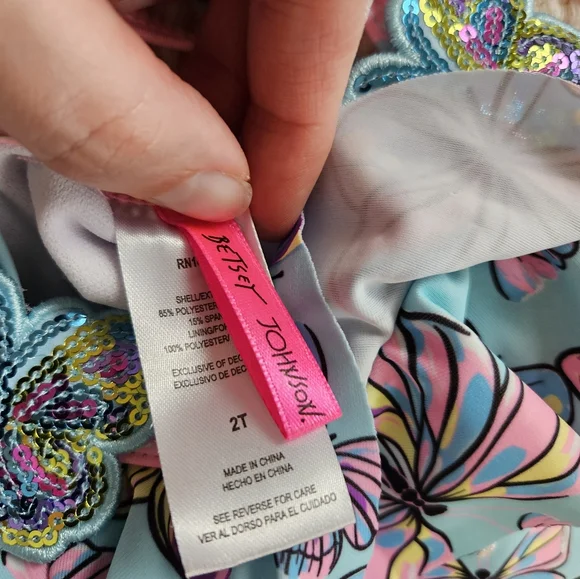 BETSEY JOHNSON.
SHELL/EXT
85% POLYESTER
15% SPAN
LINING/FO
100% POLYESTER
EXCLUSIVE OF DEC
EXCLUSIVO DE DEC
2T
MADE IN CHINA
HECHO EN CHINA
SEE REVERSE FOR CARE
VER AL DORSO PARA EL CUIDADO